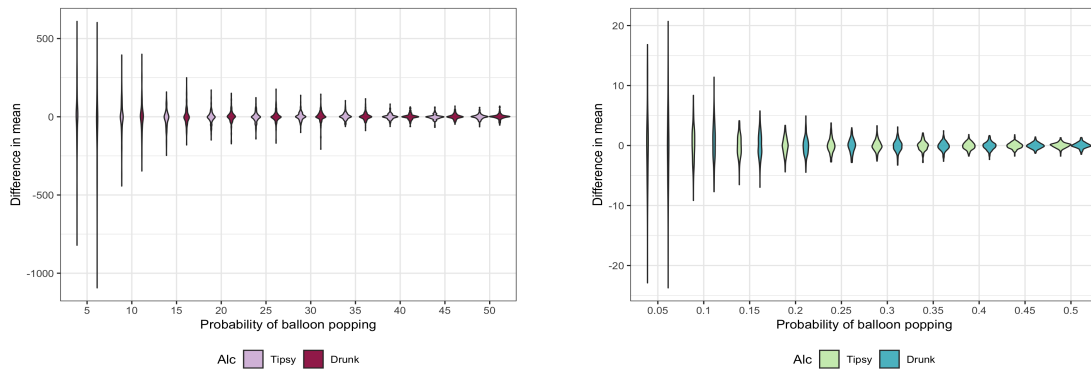 500
0
-500
-1000
Difference in mean
5 10 15 20 25 30 35 40 45 50
Probability of balloon popping
Alc Tipsy Drunk
20
10
0
-10
-20
Difference in mean
0.05 0.1 0.15 0.2 0.25 0.3 0.35 0.4 0.45 0.5
Probability of balloon popping
Alc Tipsy Drunk